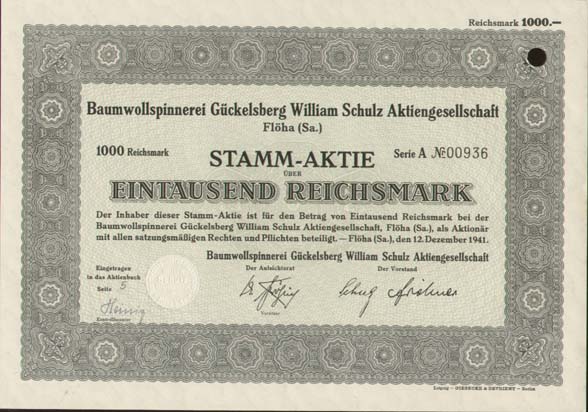 Reichsmark 1000.—
Baumwollspinnerei Gückelsberg William Schulz Aktiengesellschaft
Flöha (Sa.)
1000 Reichsmark
STAMM-AKTIE
Serie A №00936
ÜBER
EINTAUSEND REICHSMARK
Der Inhaber dieser Stamm-Aktie ist für den Betrag von Eintausend Reichsmark bei der
Baumwollspinnerei Gückelsberg William Schulz Aktiengesellschaft, Flöha (Sa.), als Aktionär
mit allen satzungsmäßigen Rechten und Pflichten beteiligt. — Flöha (Sa.), den 12. Dezember 1941.
Baumwollspinnerei Gückelsberg William Schulz Aktiengesellschaft
Eingetragen
in das Aktienbuch
Seite 5
Der Aufsichtsrat
Der Vorstand
Vorsitzer
Kontrollbeamter
Leipzig — GIESECKE & DEVRIENT — Berlin